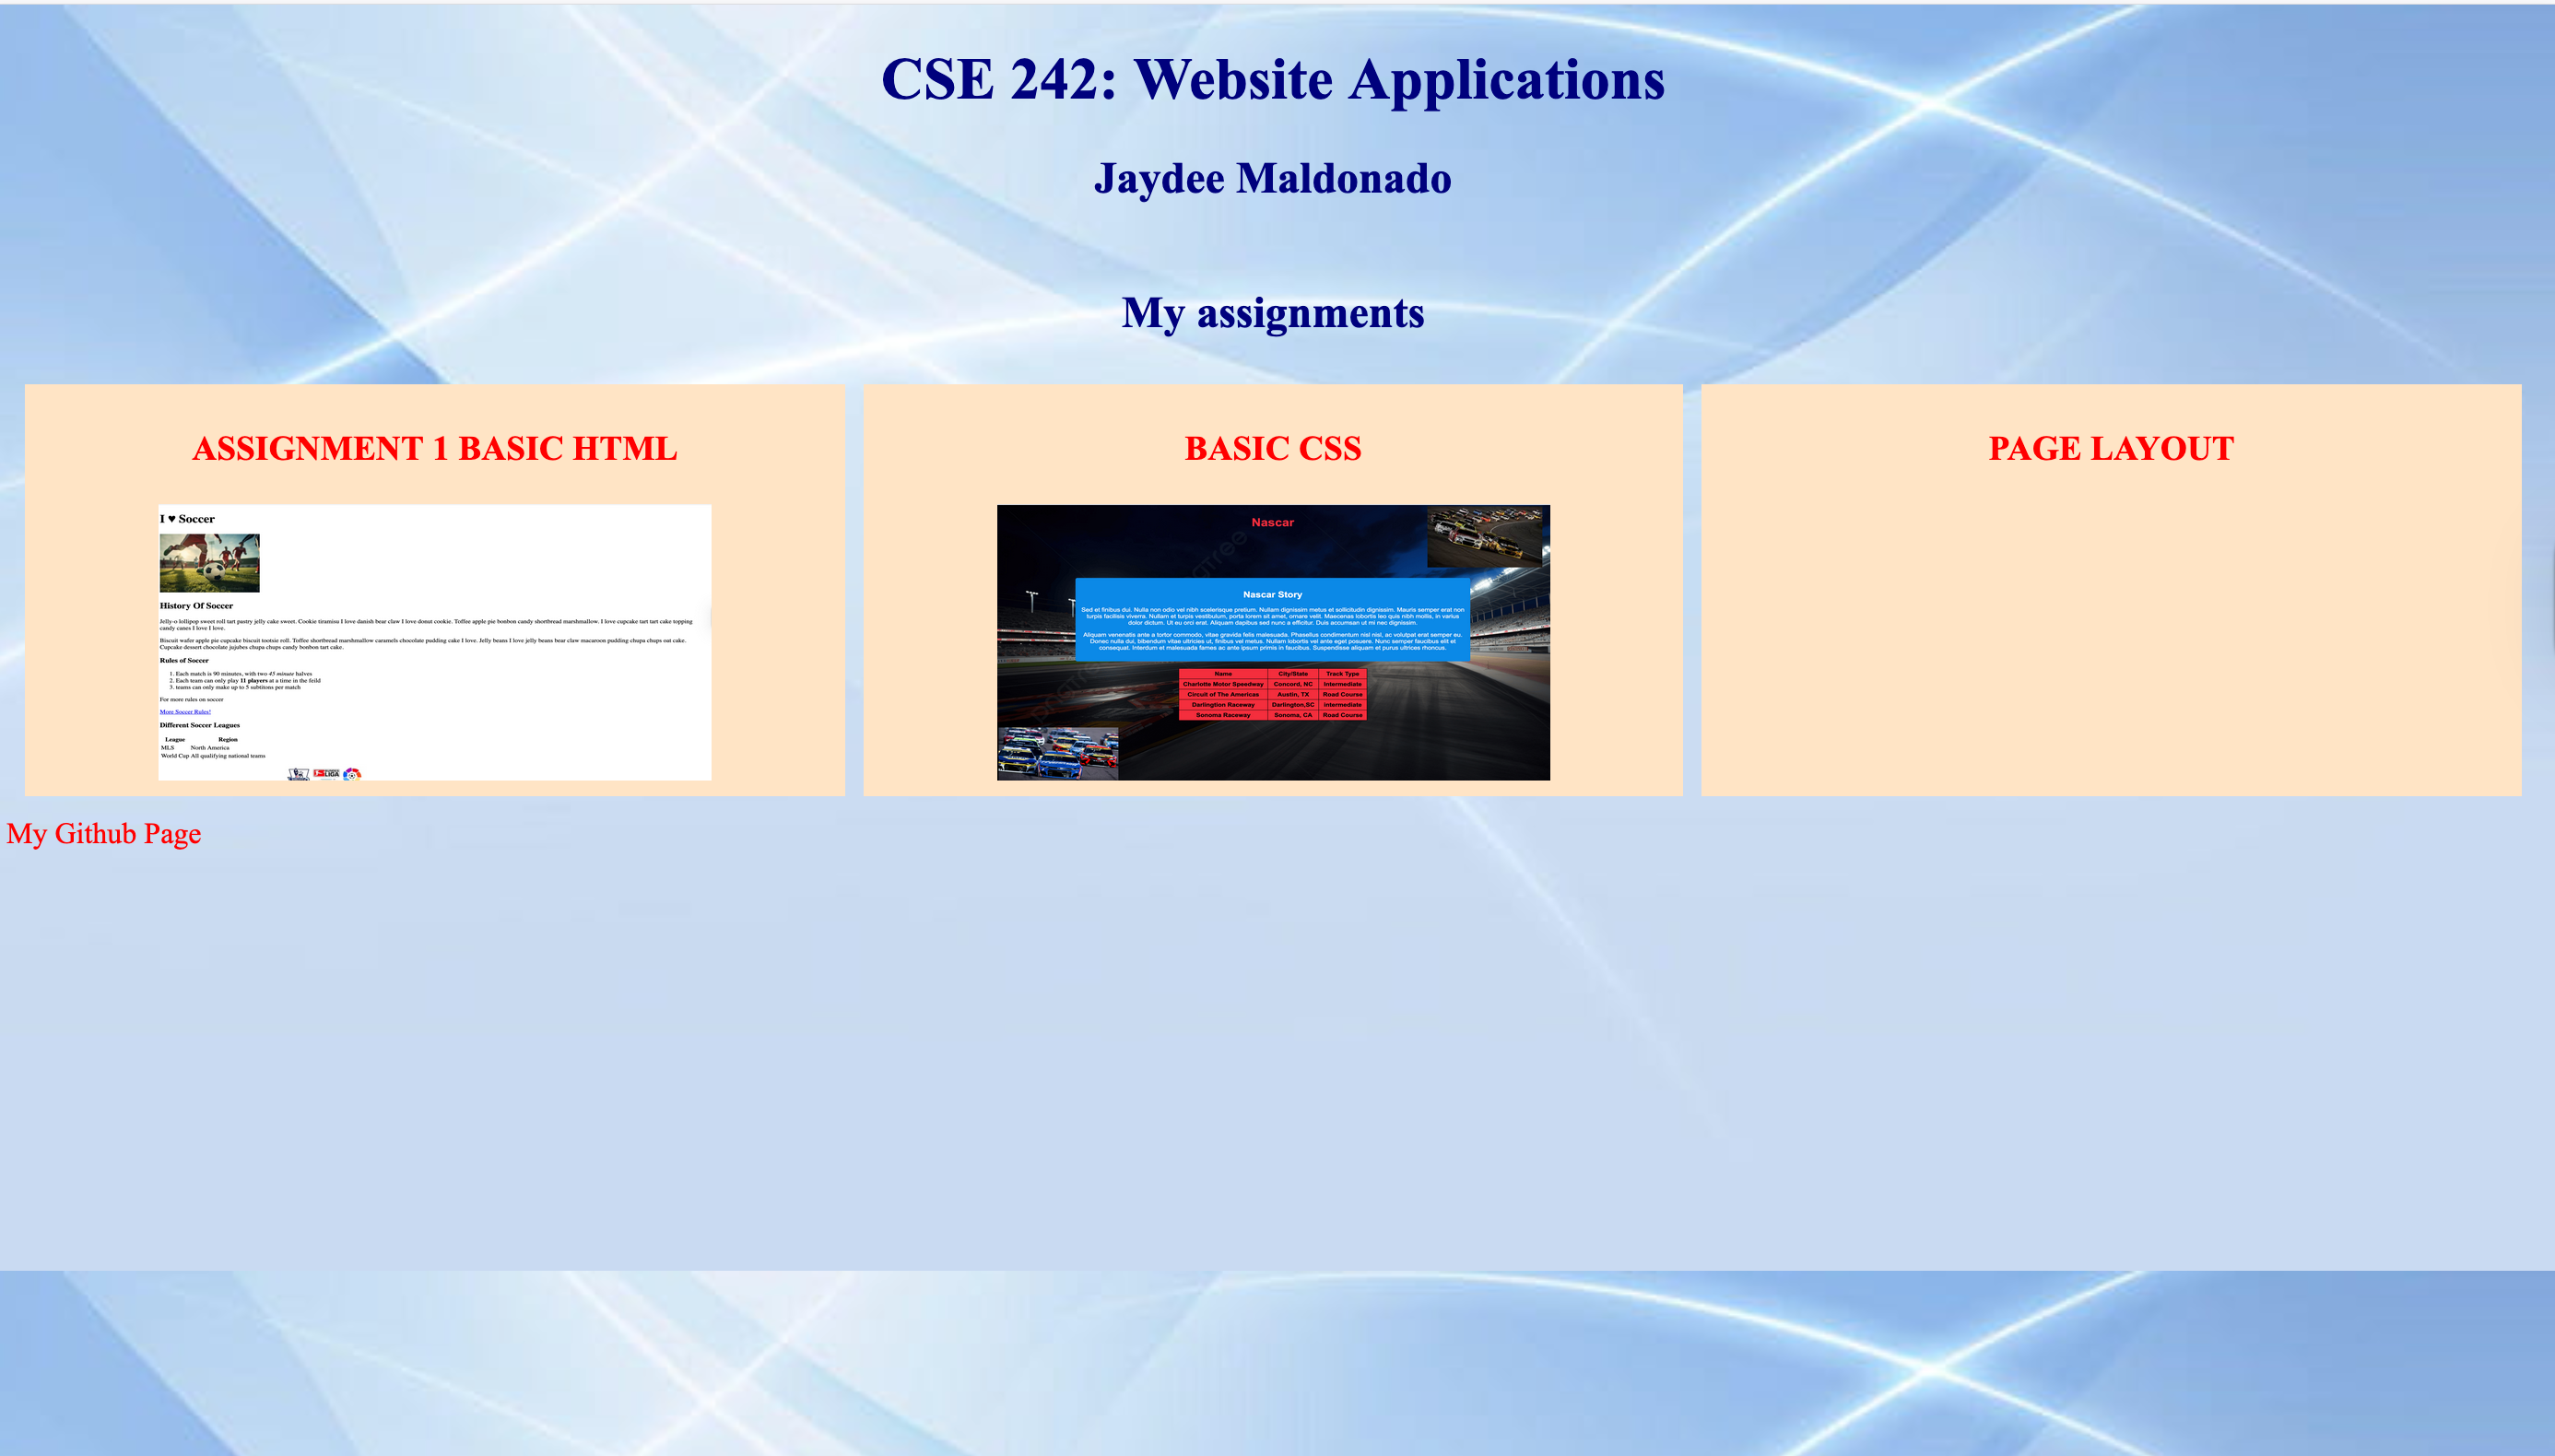 CSE 242: Website Applications
Jaydee Maldonado
My assignments
ASSIGNMENT 1 BASIC HTML
I ♥ Soccer
History Of Soccer
Jelly-o lollipop sweet roll tart pastry jelly cake sweet. Cookie tiramisu I love danish bear claw I love donut cookie. Toffee apple pie bonbon candy shortbread marshmallow. I love cupcake tart tart cake topping
candy canes I love I love.
Biscuit wafer apple pie cupcake biscuit tootsie roll. Toffee shortbread marshmallow caramels chocolate pudding cake I love. Jelly beans I love jelly beans bear claw macaroon pudding chupa chups oat cake.
Cupcake dessert chocolate jujubes chupa chups candy bonbon tart cake.
Rules of Soccer
1. Each match is 90 minutes, with two 45 minute halves
2. Each team can only play 11 players at a time in the feild
3. teams can only make up to 5 subtitons per match
For more rules on soccer
More Soccer Rules!
Different Soccer Leagues
League Region
MLS North America
World Cup All qualifying national teams
LIGA
BASIC CSS
Nascar
Nascar Story
Sed et finibus dui. Nulla non odio vel nibh scelerisque pretium. Nullam dignissim metus et sollicitudin dignissim. Mauris semper erat non
turpis facilisis viverra. Nullam et turpis vestibulum, porta lorem sit amet, ornare velit. Maecenas lobortis leo quis nibh mollis, in varius
dolor dictum. Ut eu orci erat. Aliquam dapibus sed nunc a efficitur. Duis accumsan ut mi nec dignissim.
Aliquam venenatis ante a tortor commodo, vitae gravida felis malesuada. Phasellus condimentum nisl nisl, ac volutpat erat semper eu.
Donec nulla dui, bibendum vitae ultricies ut, finibus vel metus. Nullam lobortis vel ante eget posuere. Nunc semper faucibus elit et
consequat. Interdum et malesuada fames ac ante ipsum primis in faucibus. Suspendisse aliquam et purus ultrices rhoncus.
Name City/State Track Type
Charlotte Motor Speedway Concord, NC Intermediate
Circuit of The Americas Austin, TX Road Course
Darlingtion Raceway Darlington,SC Intermediate
Sonoma Raceway Sonoma, CA Road Course
PAGE LAYOUT
My Github Page